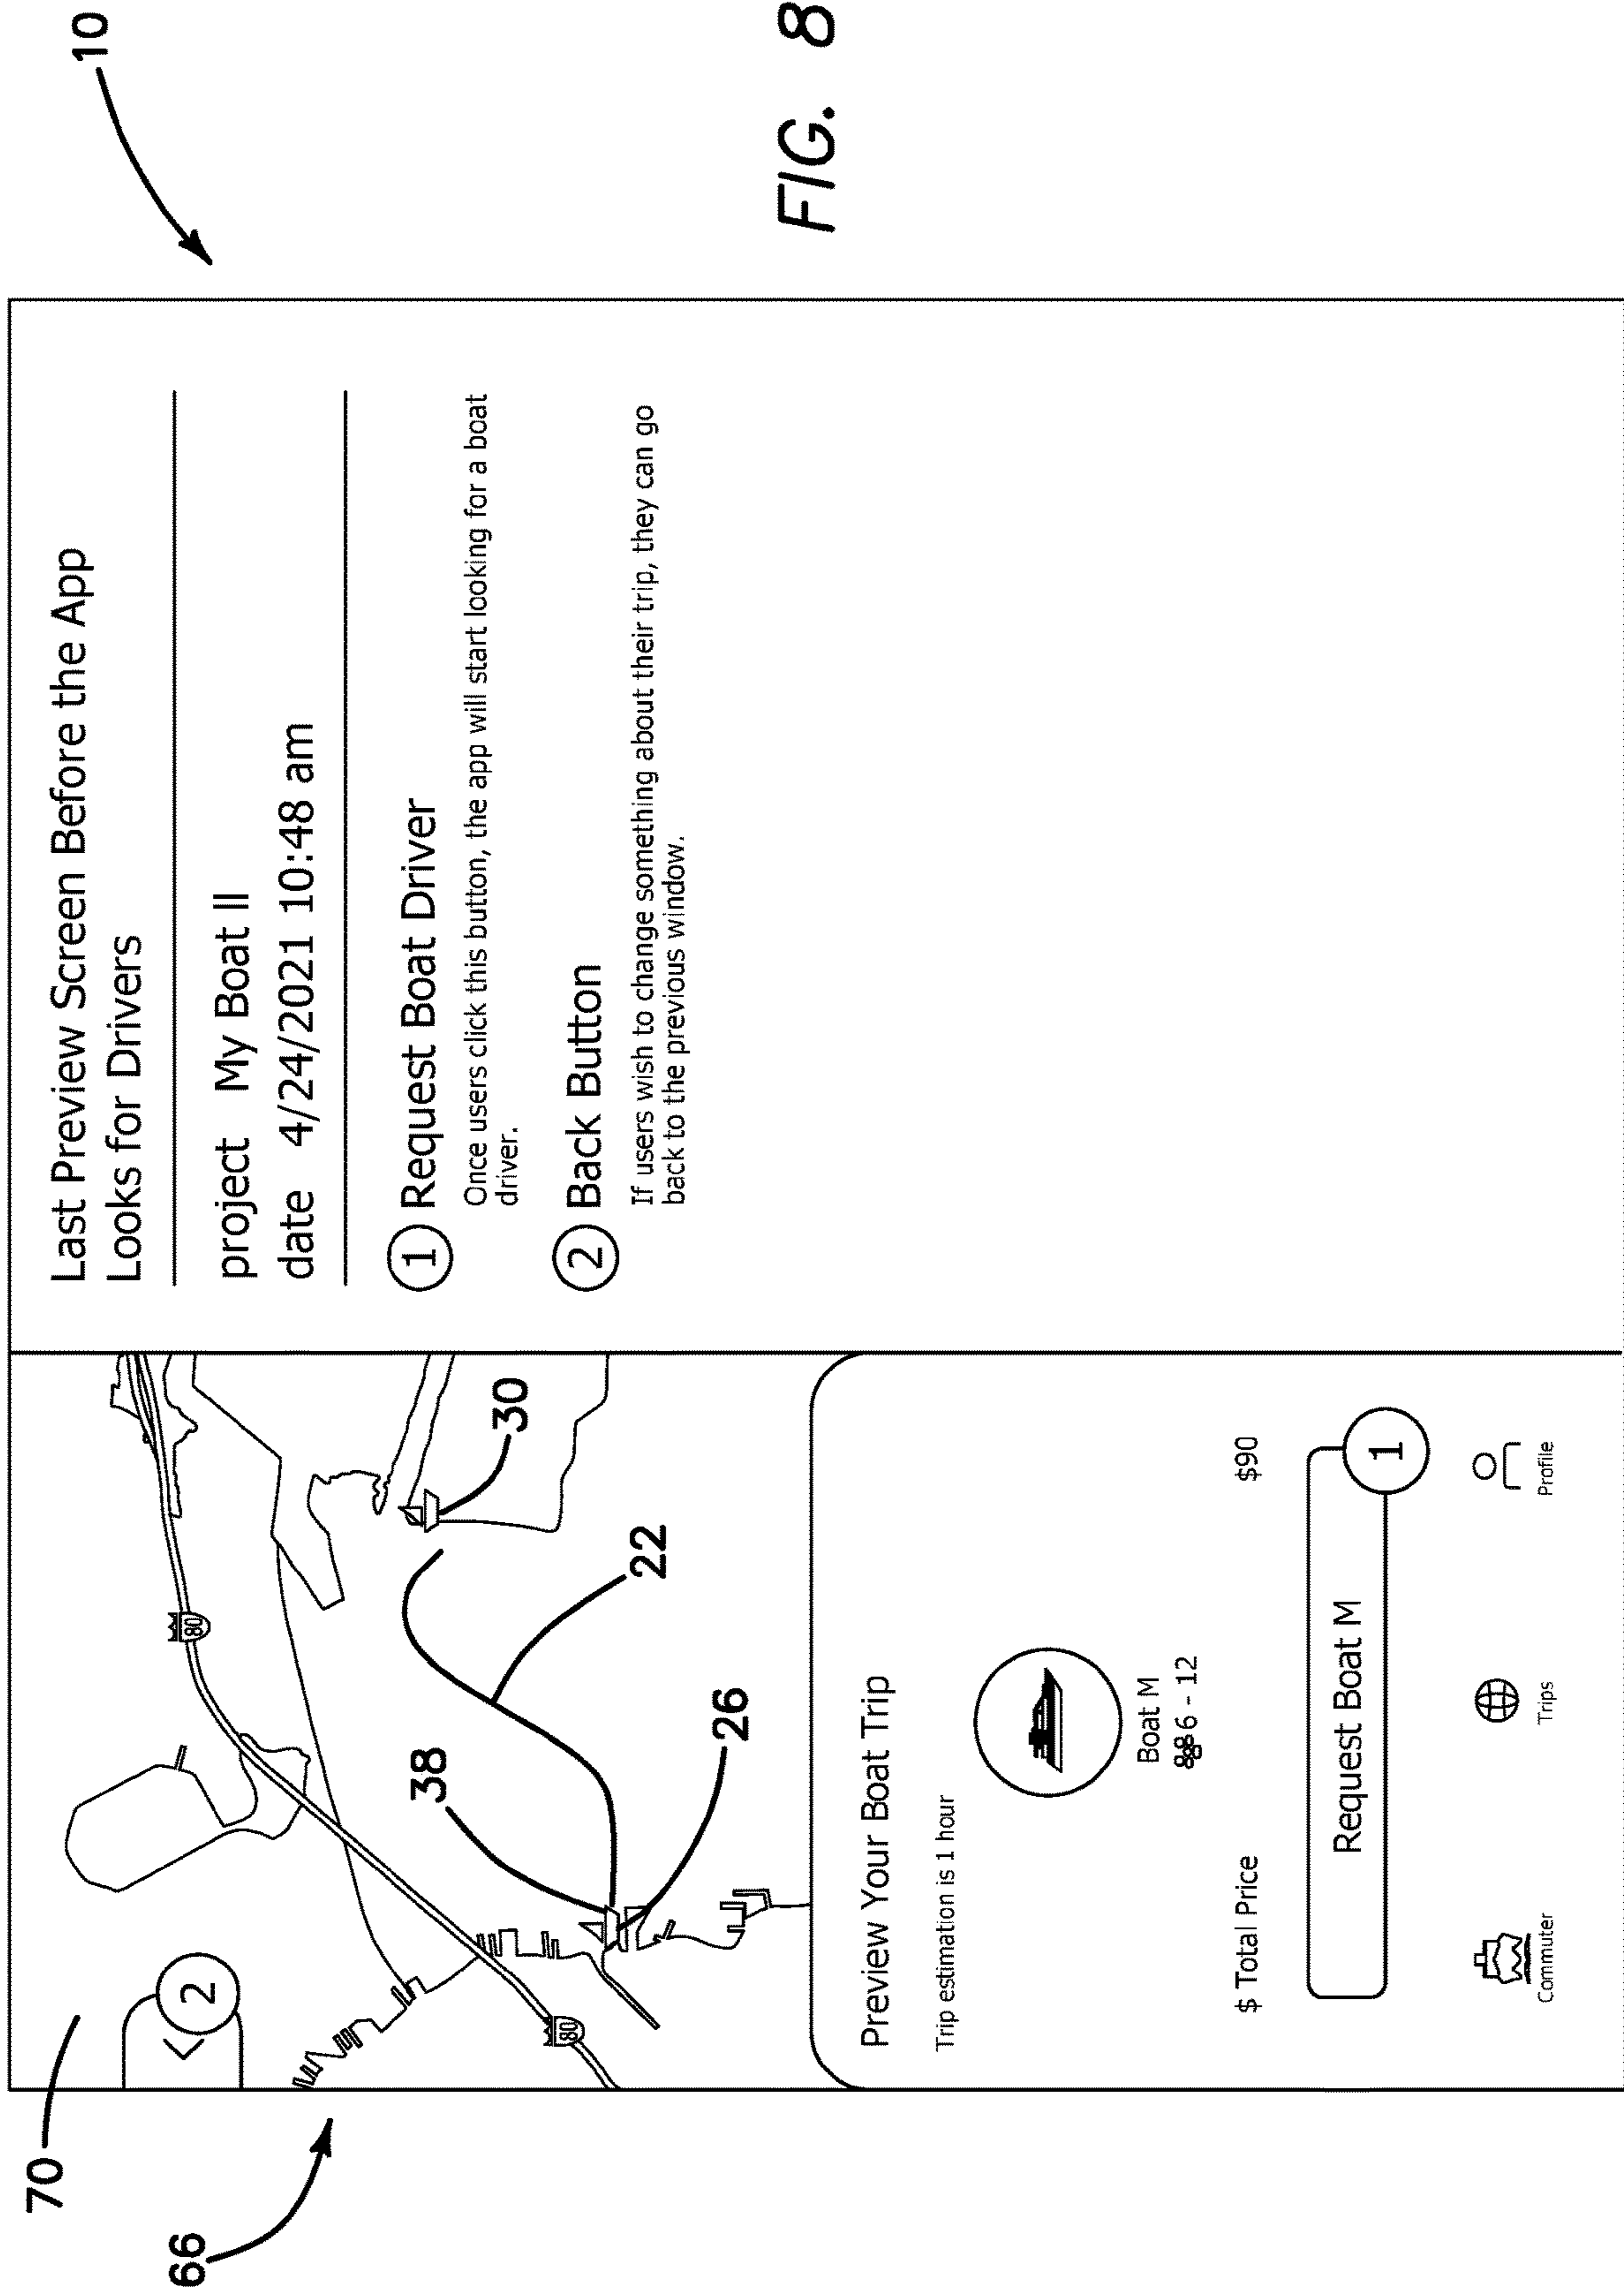 70
66
2
80
80
38
26
22
30
Preview Your Boat Trip
Trip estimation is 1 hour
Boat M
6 - 12
$ Total Price $90
Request Boat M
1
Commuter Trips Profile
Last Preview Screen Before the App
Looks for Drivers
project My Boat II
date 4/24/2021 10:48 am
1 Request Boat Driver
Once users click this button, the app will start looking for a boat
driver.
2 Back Button
If users wish to change something about their trip, they can go
back to the previous window.
10
FIG. 8